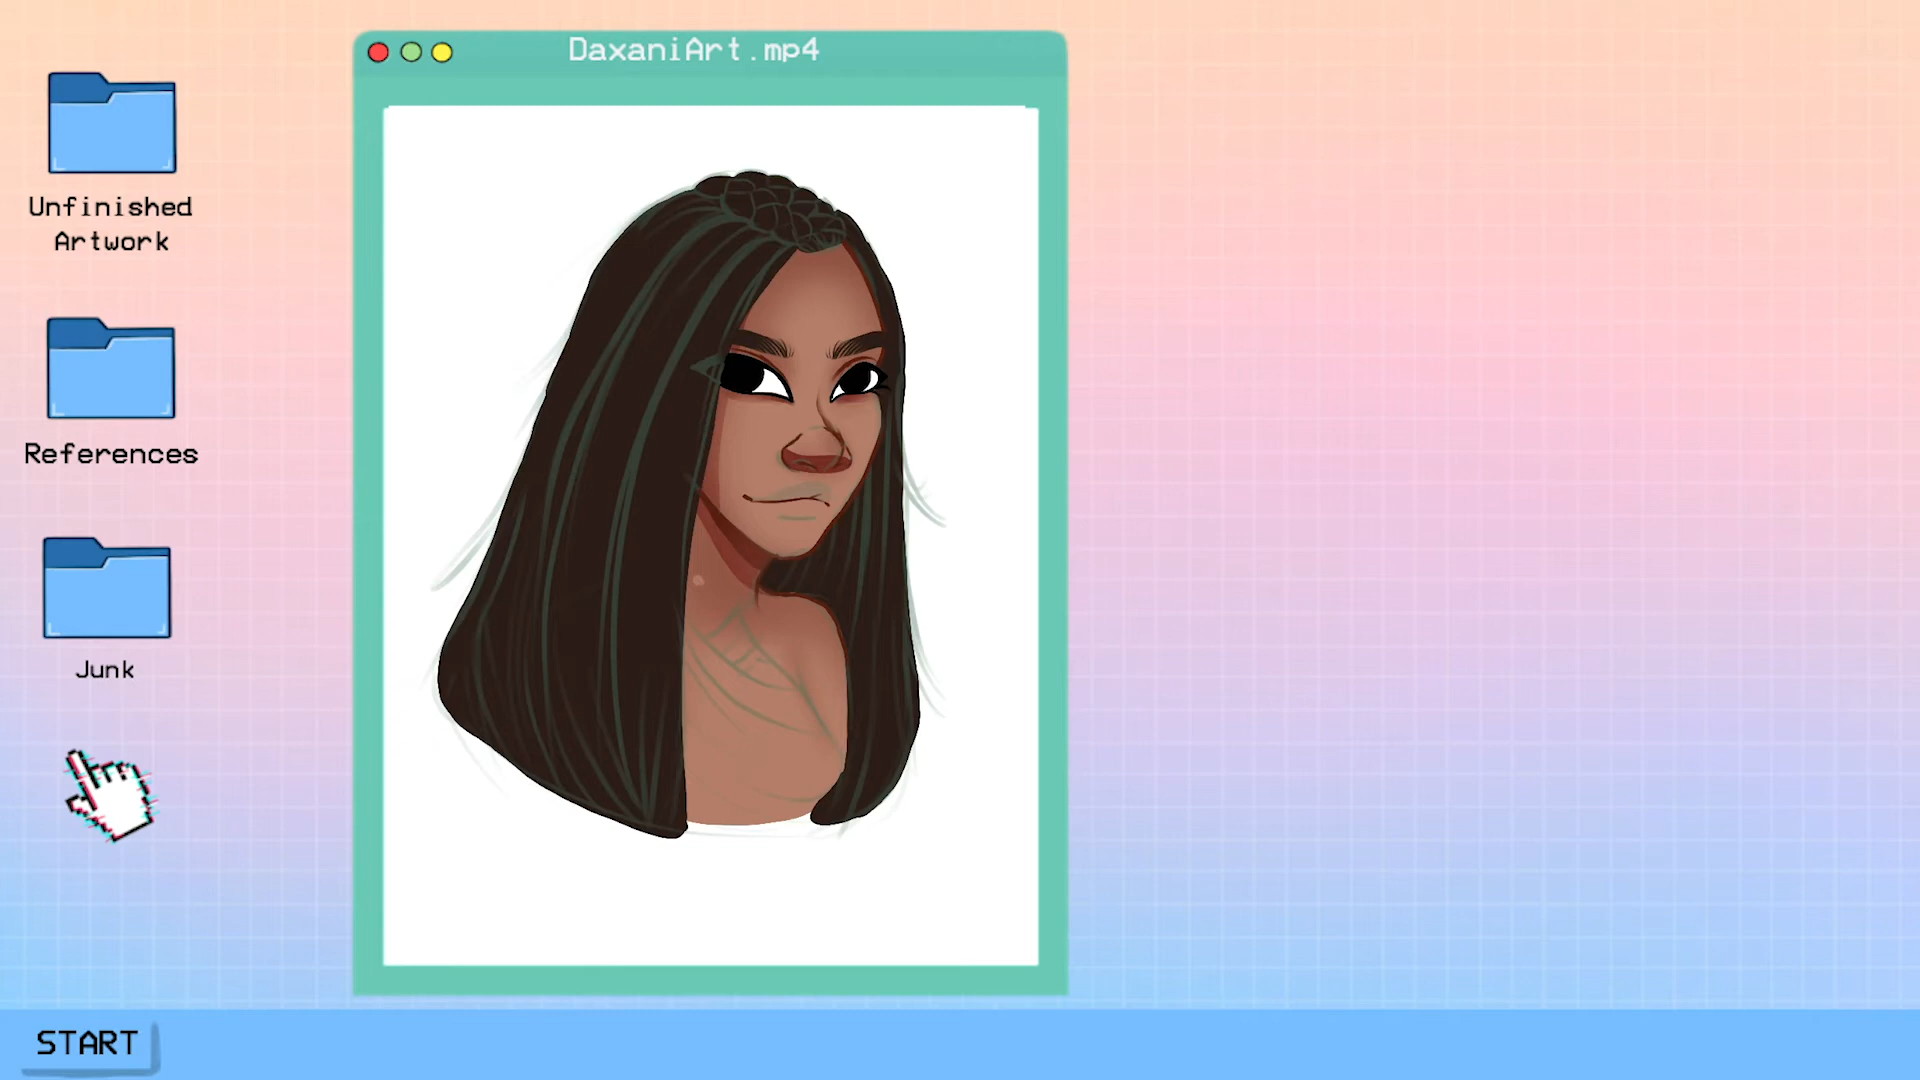 DaxaniArt.mp4
Unfinished
Artwork
References
Junk
START